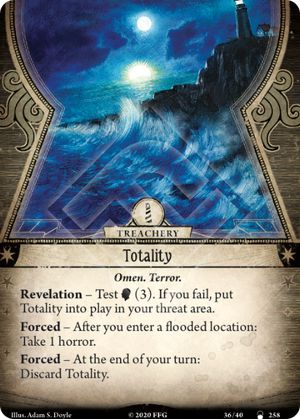 TREACHERY
Totality
Omen. Terror.
Revelation – Test (3). If you fail, put
Totality into play in your threat area.
Forced – After you enter a flooded location:
Take 1 horror.
Forced – At the end of your turn:
Discard Totality.
Illus. Adam S. Doyle © 2020 FFG 36/40 258